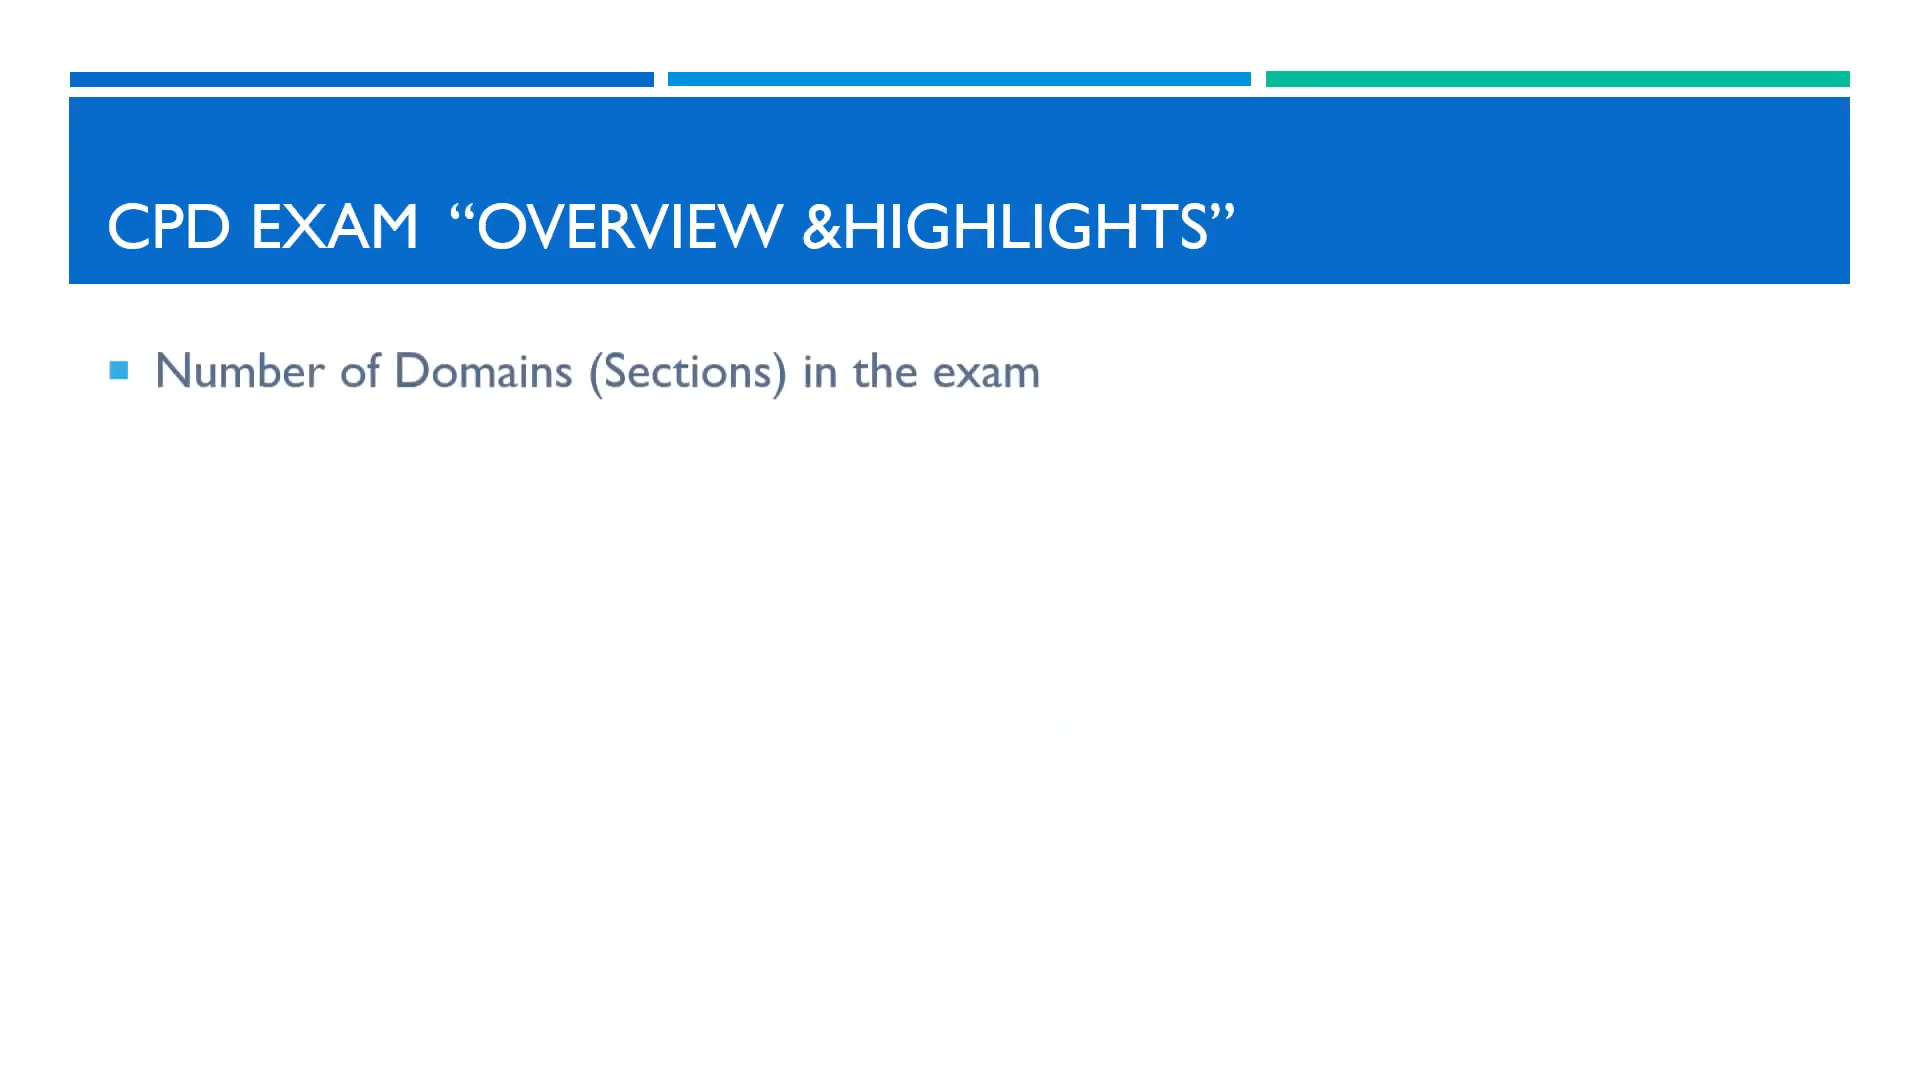 CPD EXAM “OVERVIEW &HIGHLIGHTS”
Number of Domains (Sections) in the exam